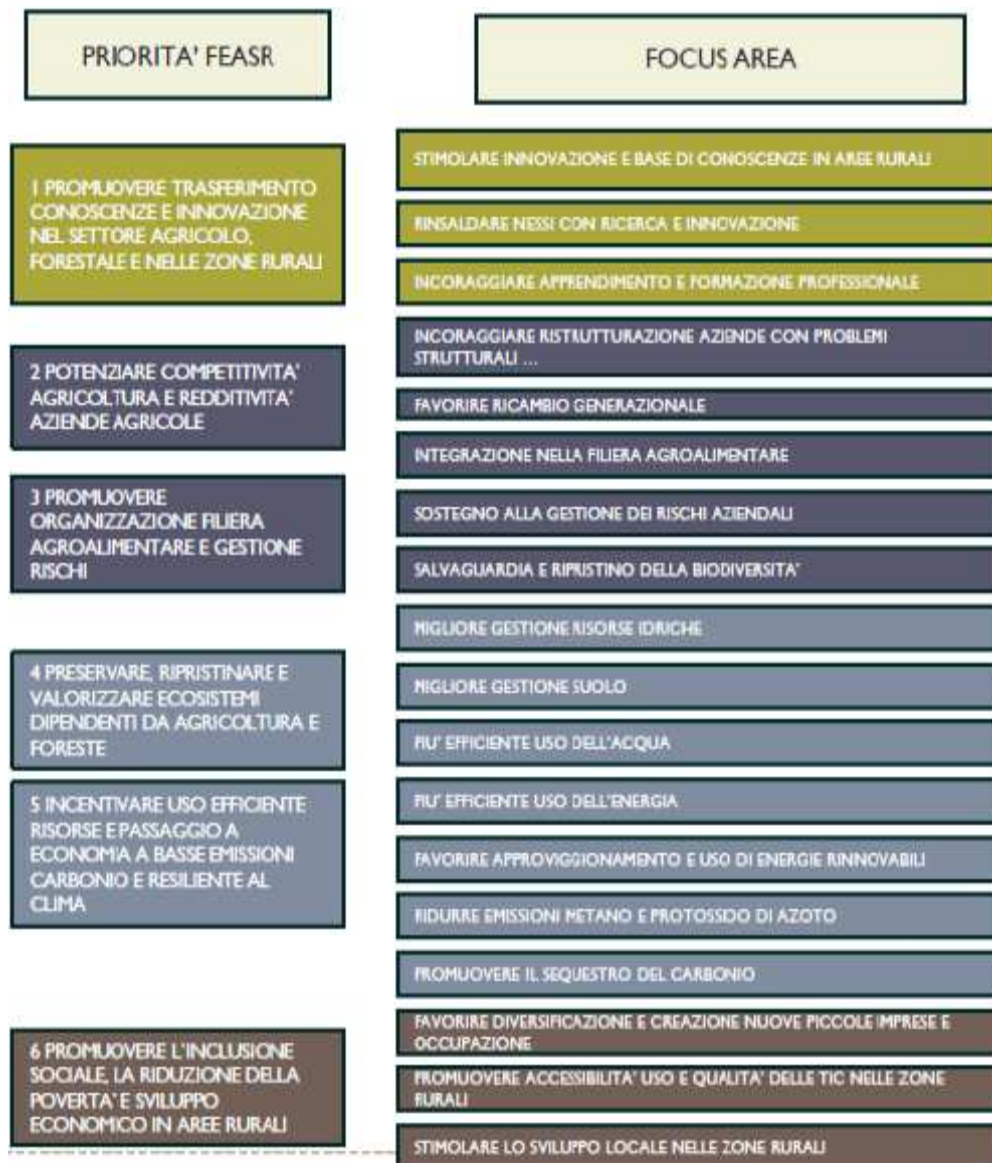 PRIORITA' FEASR
FOCUS AREA
1 PROMUOVERE TRASFERIMENTO
CONOSCENZE E INNOVAZIONE
NEL SETTORE AGRICOLO,
FORESTALE E NELLE ZONE RURALI
2 POTENZIARE COMPETITIVITA'
AGRICOLTURA E REDDITIVITA'
AZIENDE AGRICOLE
3 PROMUOVERE
ORGANIZZAZIONE FILIERA
AGROALIMENTARE E GESTIONE
RISCHI
4 PRESERVARE, RIPRISTINARE E
VALORIZZARE ECOSISTEMI
DIPENDENTI DA AGRICOLTURA E
FORESTE
5 INCENTIVARE USO EFFICIENTE
RISORSE E PASSAGGIO A
ECONOMIA A BASSE EMISSIONI
CARBONIO E RESILIENTE AL
CLIMA
6 PROMUOVERE L'INCLUSIONE
SOCIALE, LA RIDUZIONE DELLA
POVERTA' E SVILUPPO
ECONOMICO IN AREE RURALI
STIMOLARE INNOVAZIONE E BASE DI CONOSCENZE IN AREE RURALI
RINSALDARE NESSI CON RICERCA E INNOVAZIONE
INCORAGGIARE APPRENDIMENTO E FORMAZIONE PROFESSIONALE
INCORAGGIARE RISTRUTTURAZIONE AZIENDE CON PROBLEMI
STRUTTURALI ...
FAVORIRE RICAMBIO GENERAZIONALE
INTEGRAZIONE NELLA FILIERA AGROALIMENTARE
SOSTEGNO ALLA GESTIONE DEI RISCHI AZIENDALI
SALVAGUARDIA E RIPRISTINO DELLA BIODIVERSITA'
MIGLIORE GESTIONE RISORSE IDRICHE
MIGLIORE GESTIONE SUOLO
PIU' EFFICIENTE USO DELL'ACQUA
PIU' EFFICIENTE USO DELL'ENERGIA
FAVORIRE APPROVIGGIONAMENTO E USO DI ENERGIE RINNOVABILI
RIDURRE EMISSIONI METANO E PROTOSSIDO DI AZOTO
PROMUOVERE IL SEQUESTRO DEL CARBONIO
FAVORIRE DIVERSIFICAZIONE E CREAZIONE NUOVE PICCOLE IMPRESE E
OCCUPAZIONE
PROMUOVERE ACCESSIBILITA' USO E QUALITA' DELLE TIC NELLE ZONE
RURALI
STIMOLARE LO SVILUPPO LOCALE NELLE ZONE RURALI